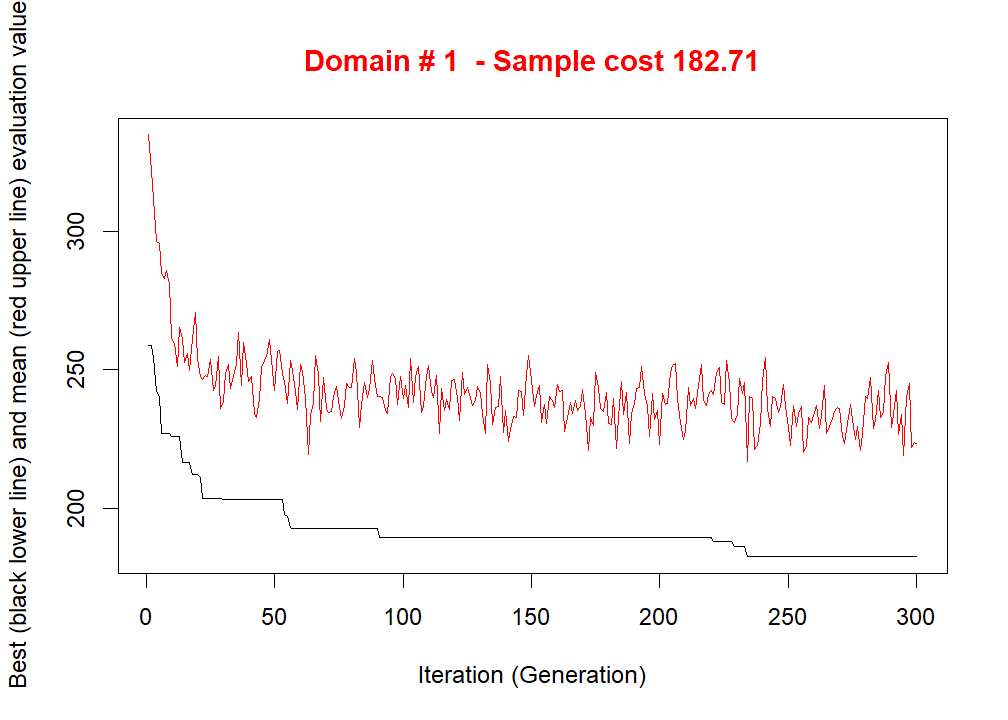 Domain # 1  - Sample cost 182.71
Best (black lower line) and mean (red upper line) evaluation value
300
250
200
0 50 100 150 200 250 300
Iteration (Generation)